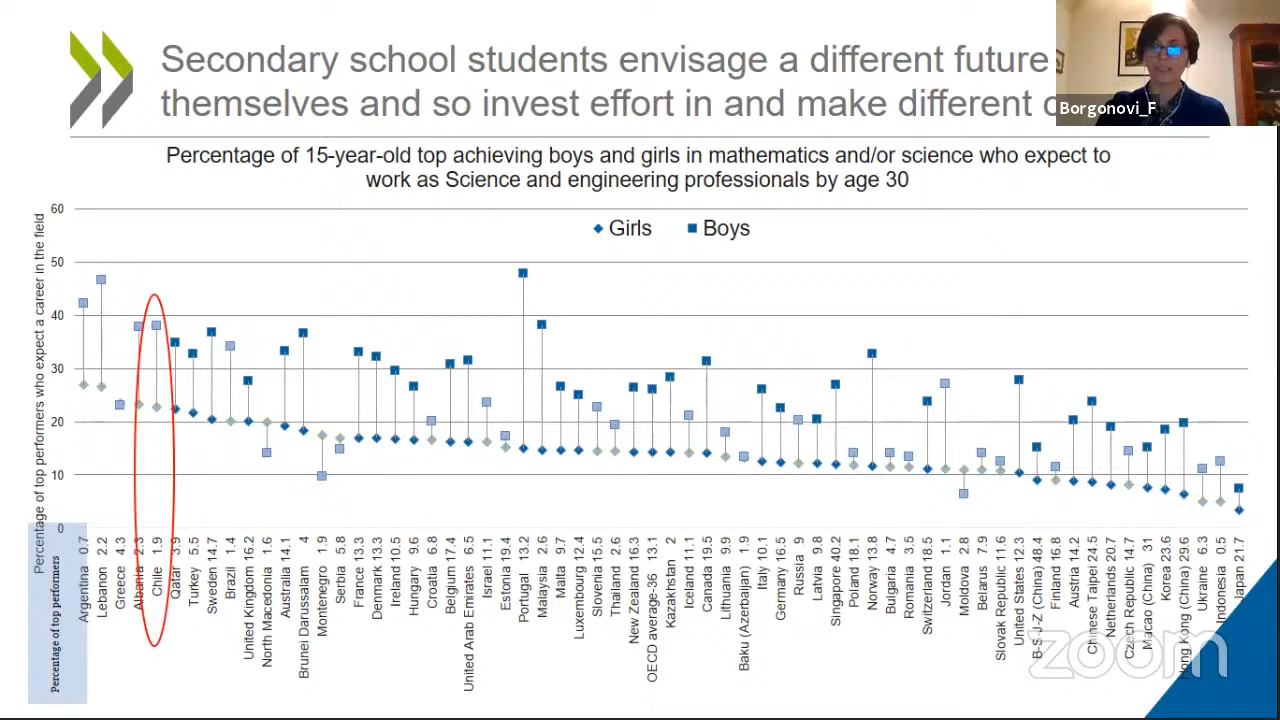 Secondary school students envisage a different future
themselves and so invest effort in and make different
Borgonovi_F
Percentage of 15-year-old top achieving boys and girls in mathematics and/or science who expect to
work as Science and engineering professionals by age 30
Percentage of top performers who expect a career in the field
Girls
Boys
60
50
40
30
20
10
0
Percentage of top performers
Argentina 0.7
Lebanon 2.2
Greece 4.3
Albania 2.3
Chile 1.9
Qatar 3.9
Turkey 5.5
Sweden 14.7
Brazil 1.4
United Kingdom 16.2
North Macedonia 1.6
Australia 14.1
Brunei Darussalam 4
Montenegro 1.9
Serbia 5.8
France 13.3
Denmark 13.3
Ireland 10.5
Hungary 9.6
Croatia 6.8
Belgium 17.4
United Arab Emirates 6.5
Israel 11.1
Estonia 19.4
Portugal 13.2
Malaysia 2.6
Malta 9.7
Luxembourg 12.4
Slovenia 15.5
Thailand 2.6
New Zealand 16.3
OECD average-36 13.1
Kazakhstan 2
Iceland 11.1
Canada 19.5
Lithuania 9.9
Baku (Azerbaijan) 1.9
Italy 10.1
Germany 16.5
Russia 9
Latvia 9.8
Singapore 40.2
Poland 18.1
Norway 13.8
Bulgaria 4.7
Romania 3.5
Switzerland 18.5
Jordan 1.1
Moldova 2.8
Belarus 7.9
Slovak Republic 11.6
United States 12.3
B-S-J-Z (China) 48.4
Finland 16.8
Austria 14.2
Chinese Taipei 24.5
Netherlands 20.7
Czech Republic 14.7
Macao (China) 31
Korea 23.6
Hong Kong (China) 29.6
Ukraine 6.3
Indonesia 0.5
Japan 21.7
zoom